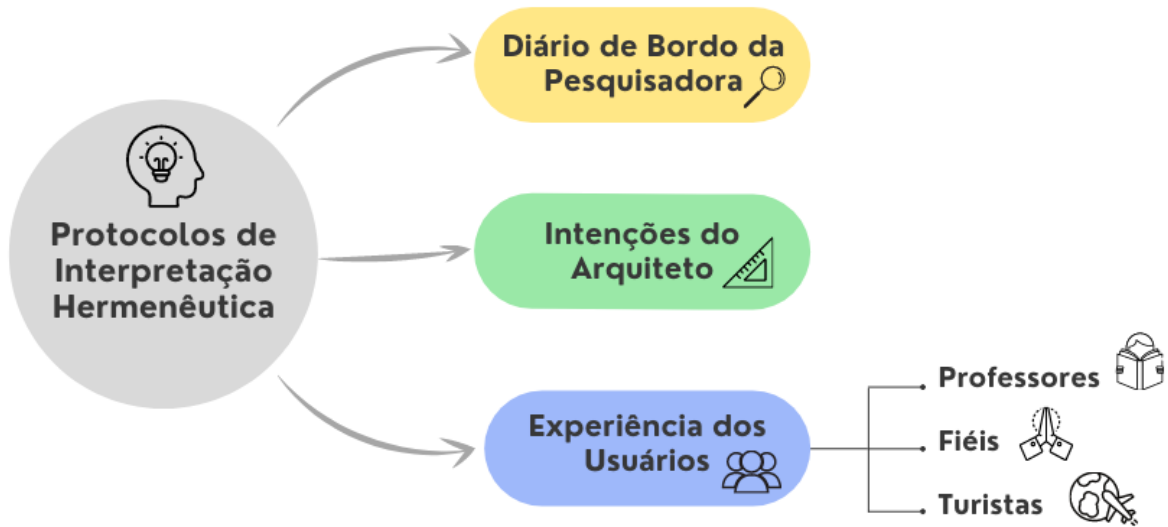 Protocolos de
Interpretação
Hermenêutica
Diário de Bordo da
Pesquisadora
Intenções do
Arquiteto
Experiência dos
Usuários
Professores
Fiéis
Turistas